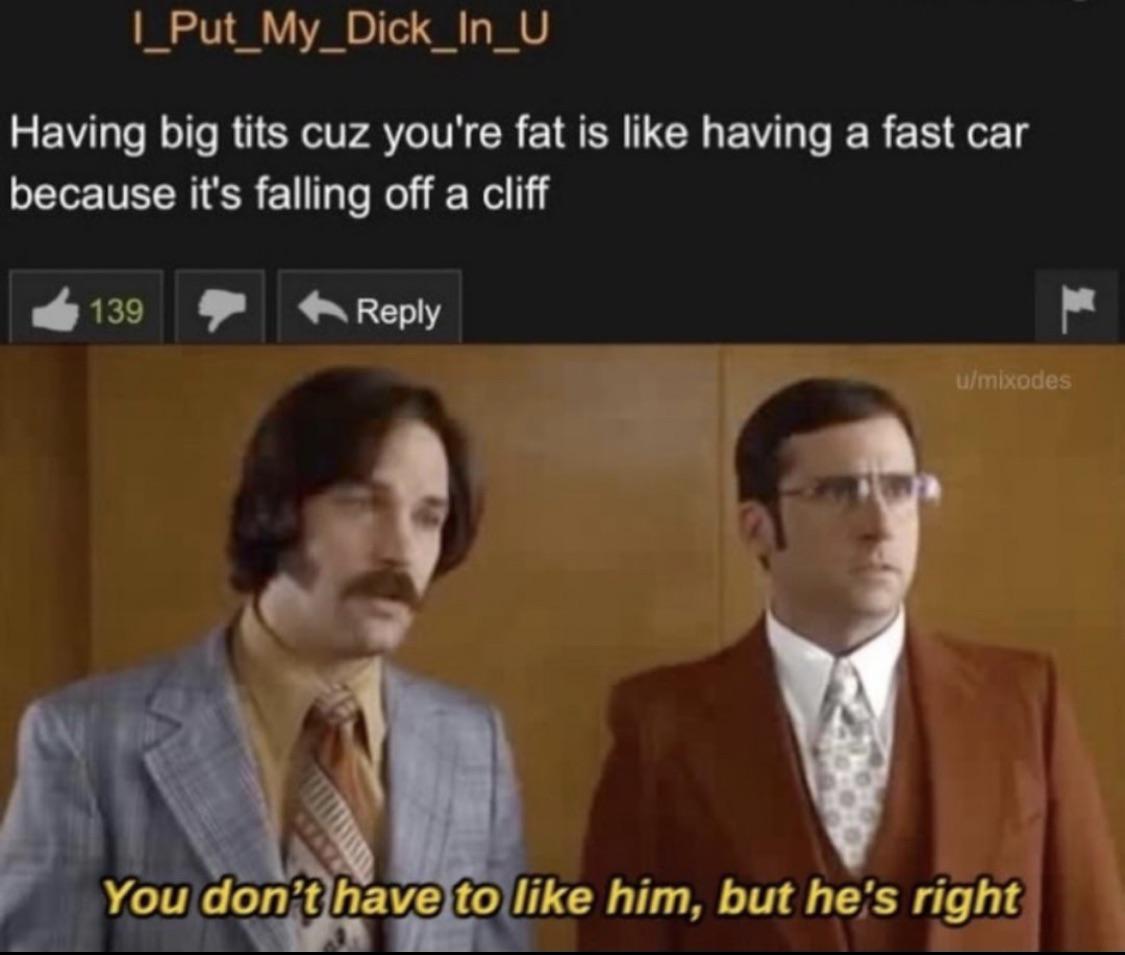 I_Put_My_Dick_In_U
Having big tits cuz you're fat is like having a fast car
because it's falling off a cliff
139
Reply
u/mixodes
You don't have to like him, but he's right